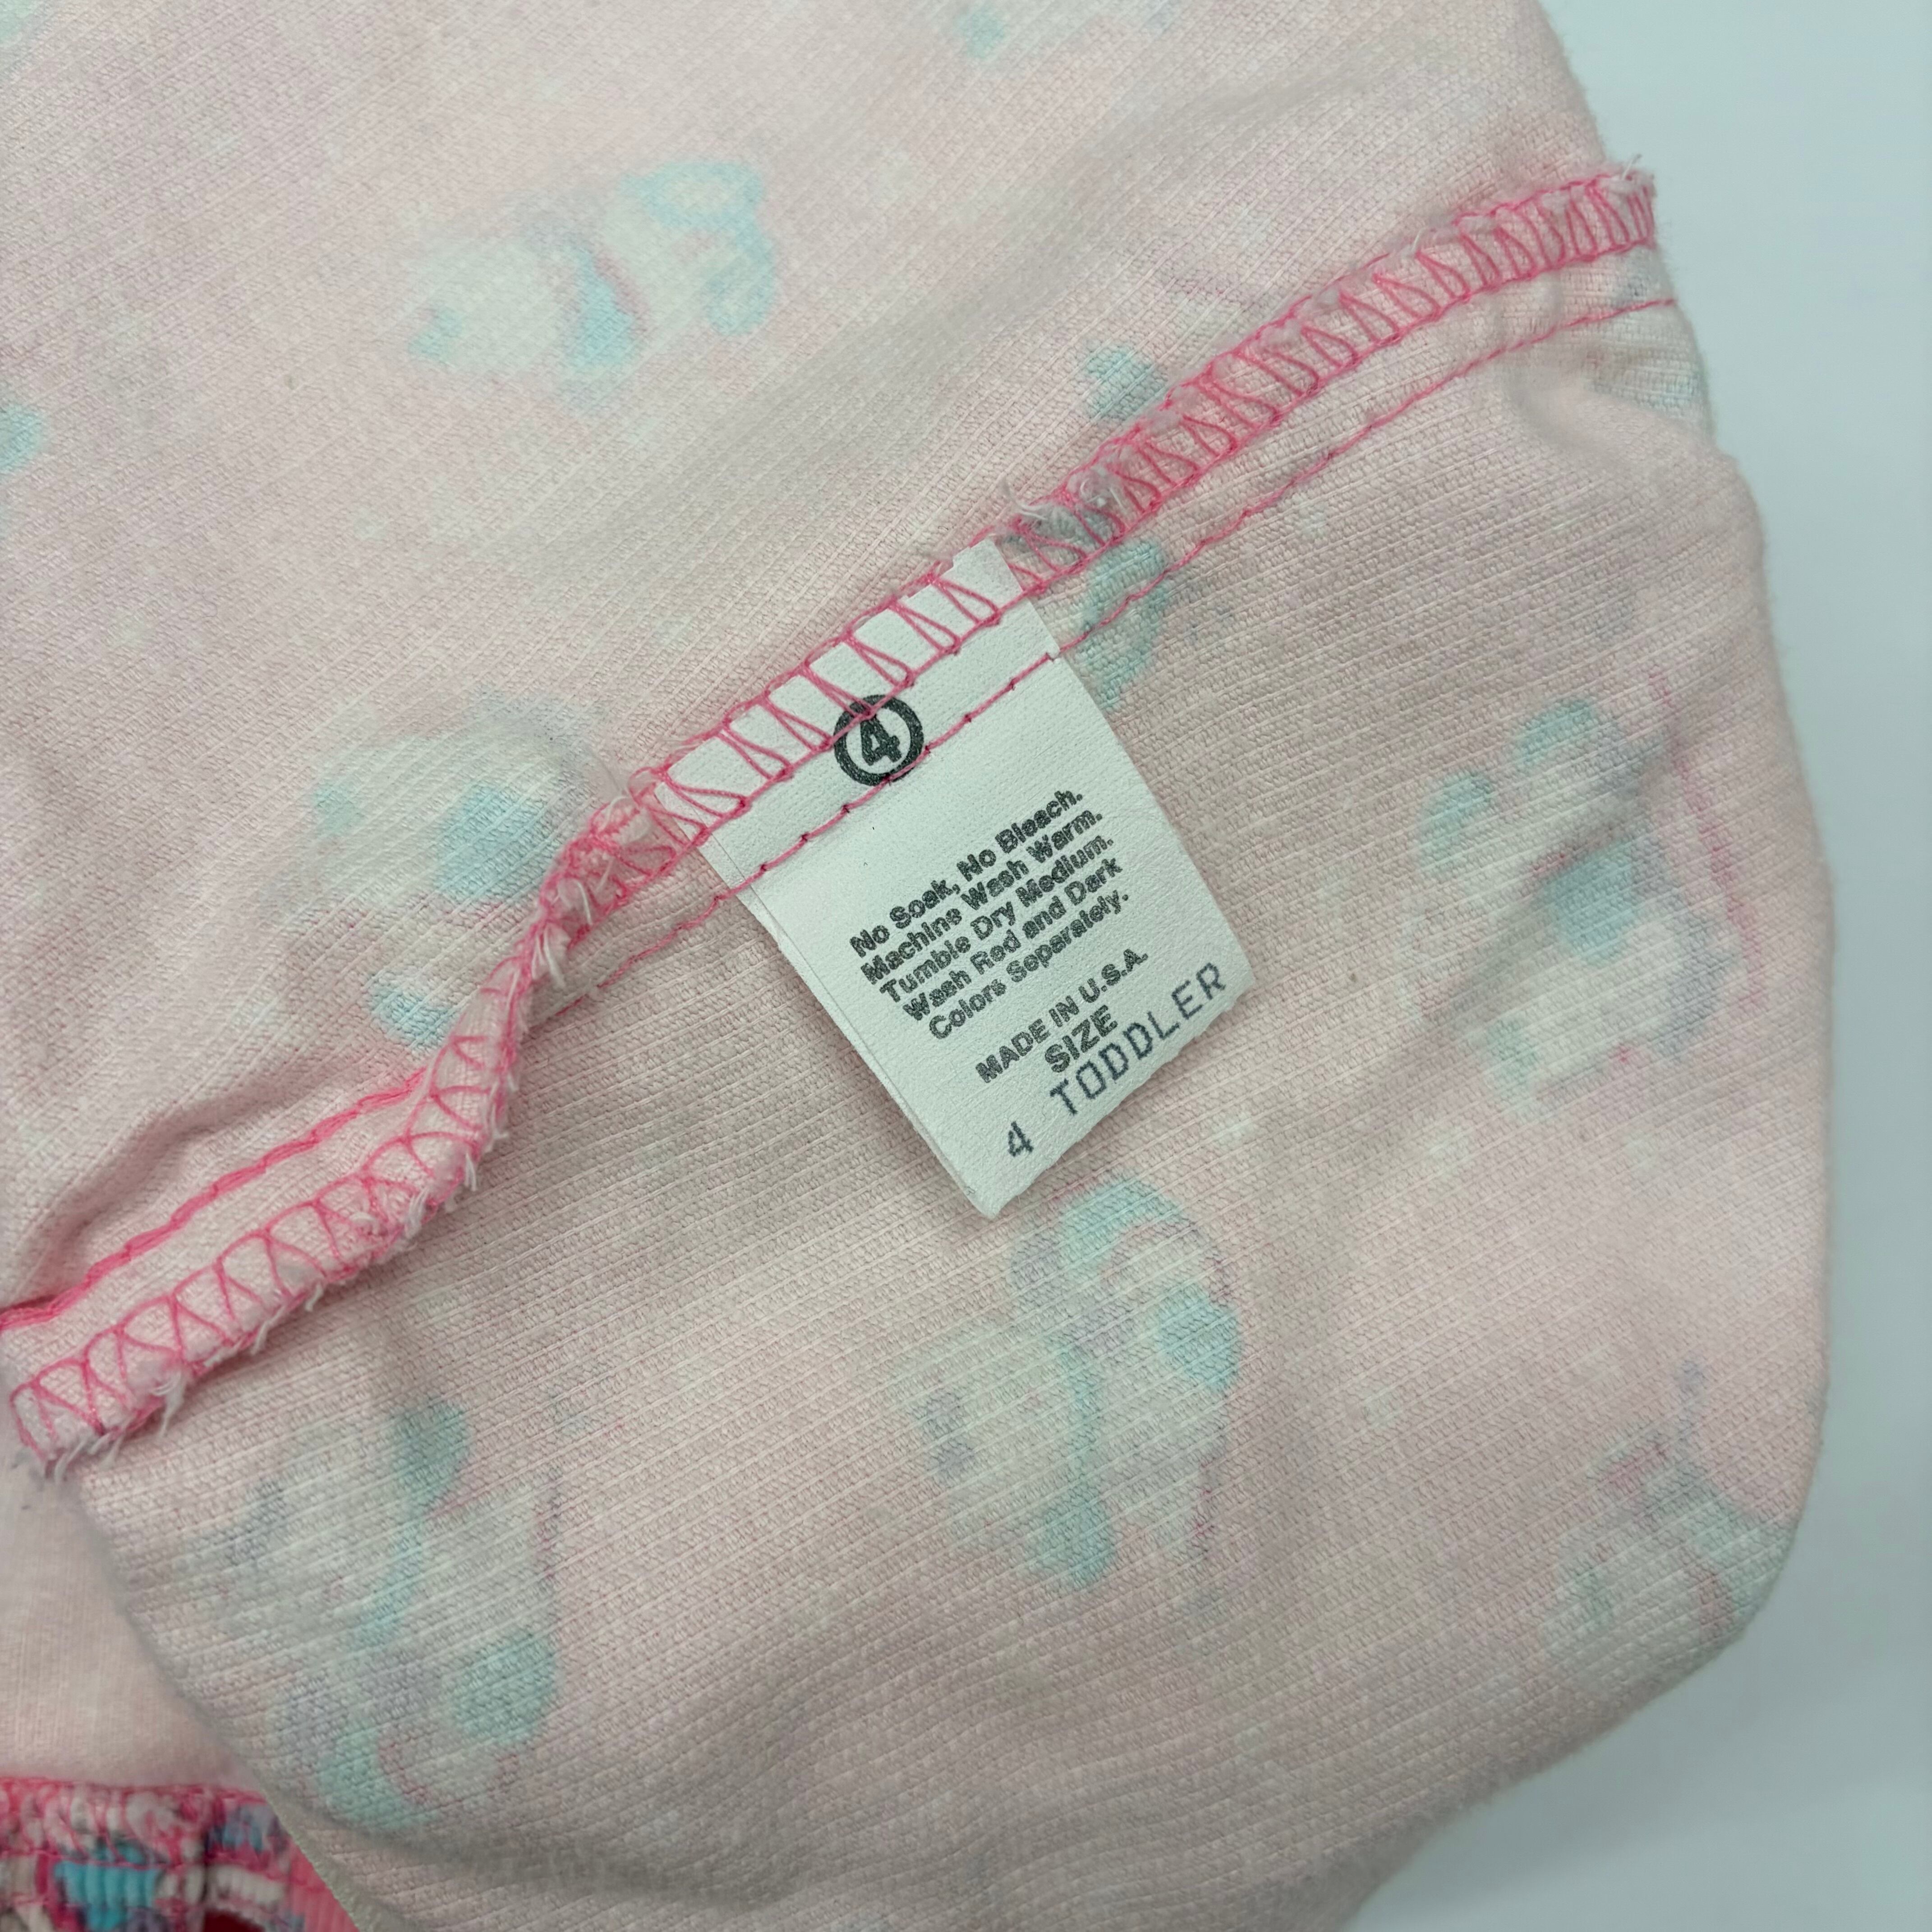 4
No Soak, No Bleach.
Machine Wash Warm.
Tumble Dry Medium.
Wash Red and Dark
Colors Separately.
MADE IN U.S.A.
SIZE
4 TODDLER